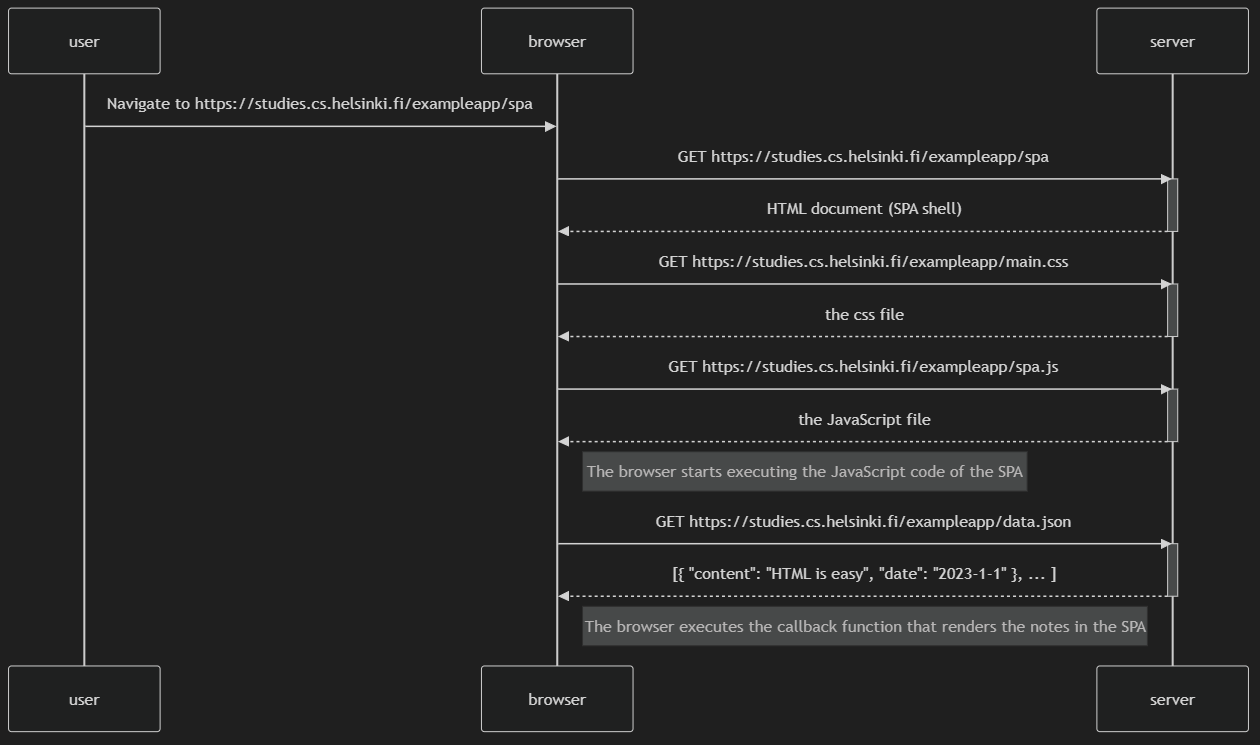 user browser server
Navigate to https://studies.cs.helsinki.fi/exampleapp/spa
GET https://studies.cs.helsinki.fi/exampleapp/spa
HTML document (SPA shell)
GET https://studies.cs.helsinki.fi/exampleapp/main.css
the css file
GET https://studies.cs.helsinki.fi/exampleapp/spa.js
the JavaScript file
The browser starts executing the JavaScript code of the SPA
GET https://studies.cs.helsinki.fi/exampleapp/data.json
[{ "content": "HTML is easy", "date": "2023-1-1" }, ... ]
The browser executes the callback function that renders the notes in the SPA
user browser server